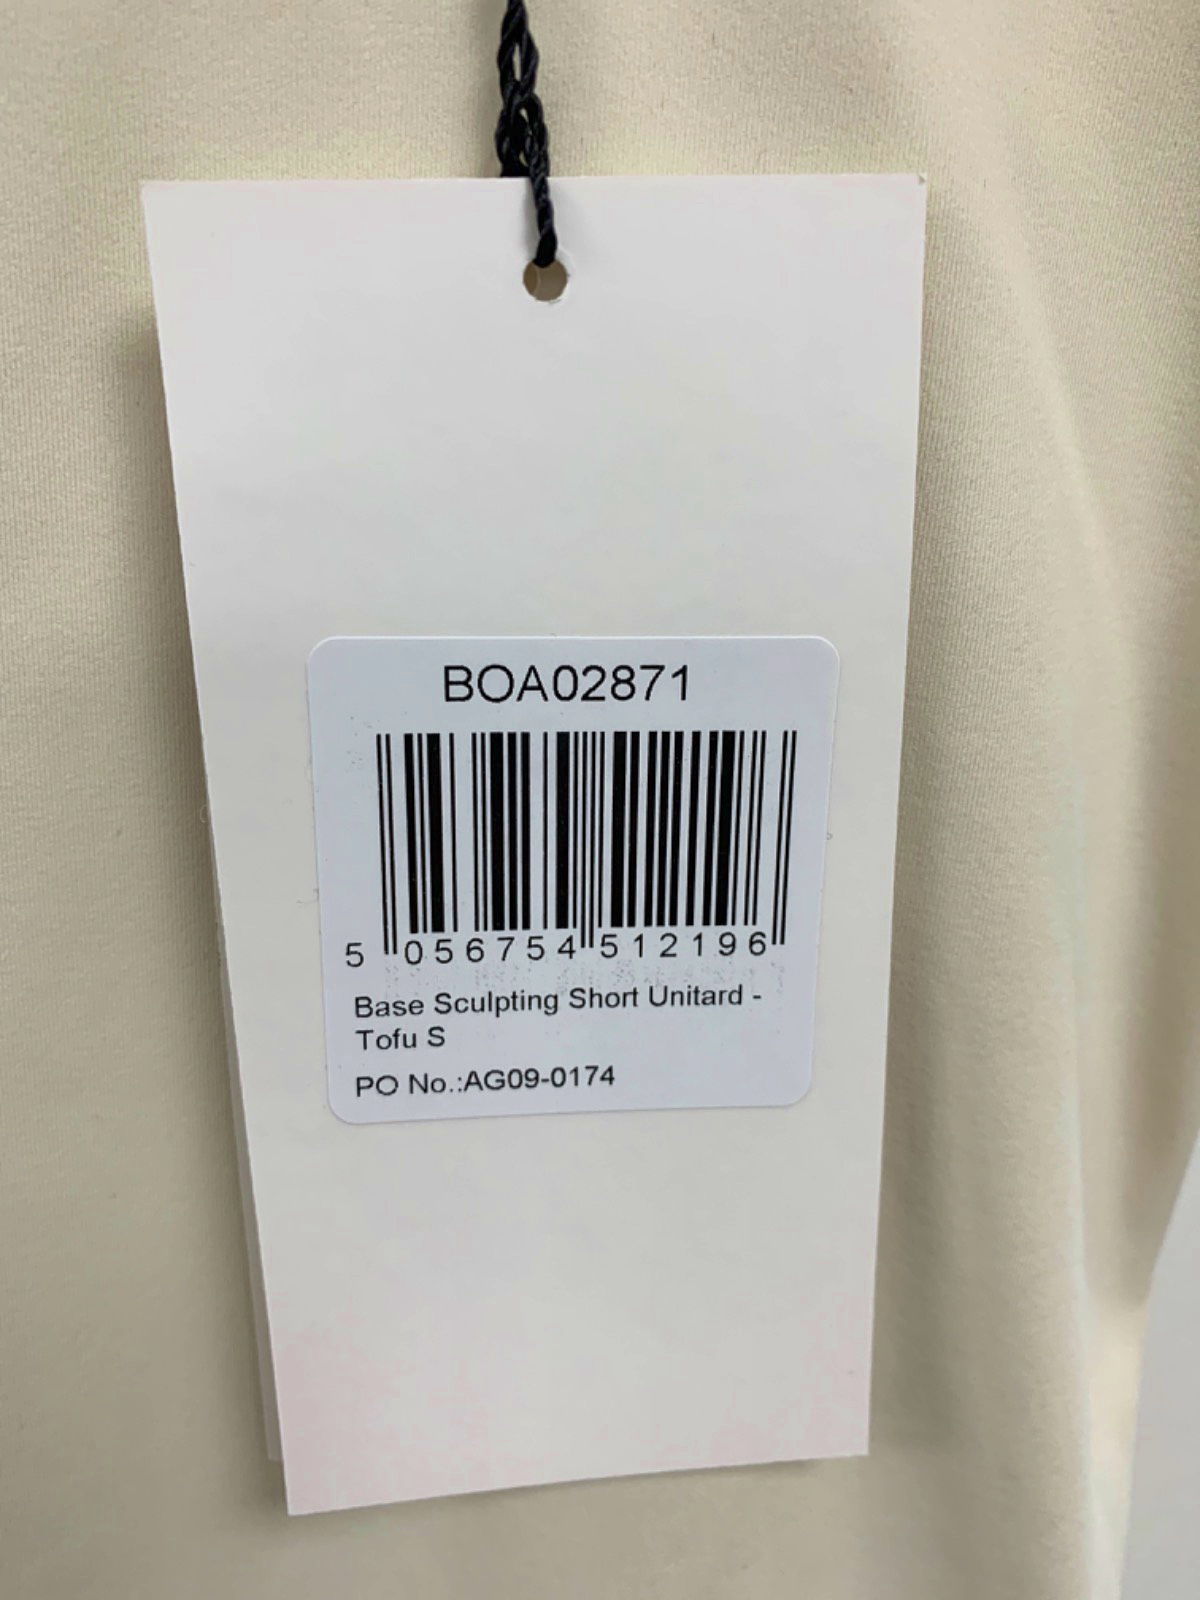 BOA02871
5 056754 512196
Base Sculpting Short Unitard -
Tofu S
PO No.:AG09-0174